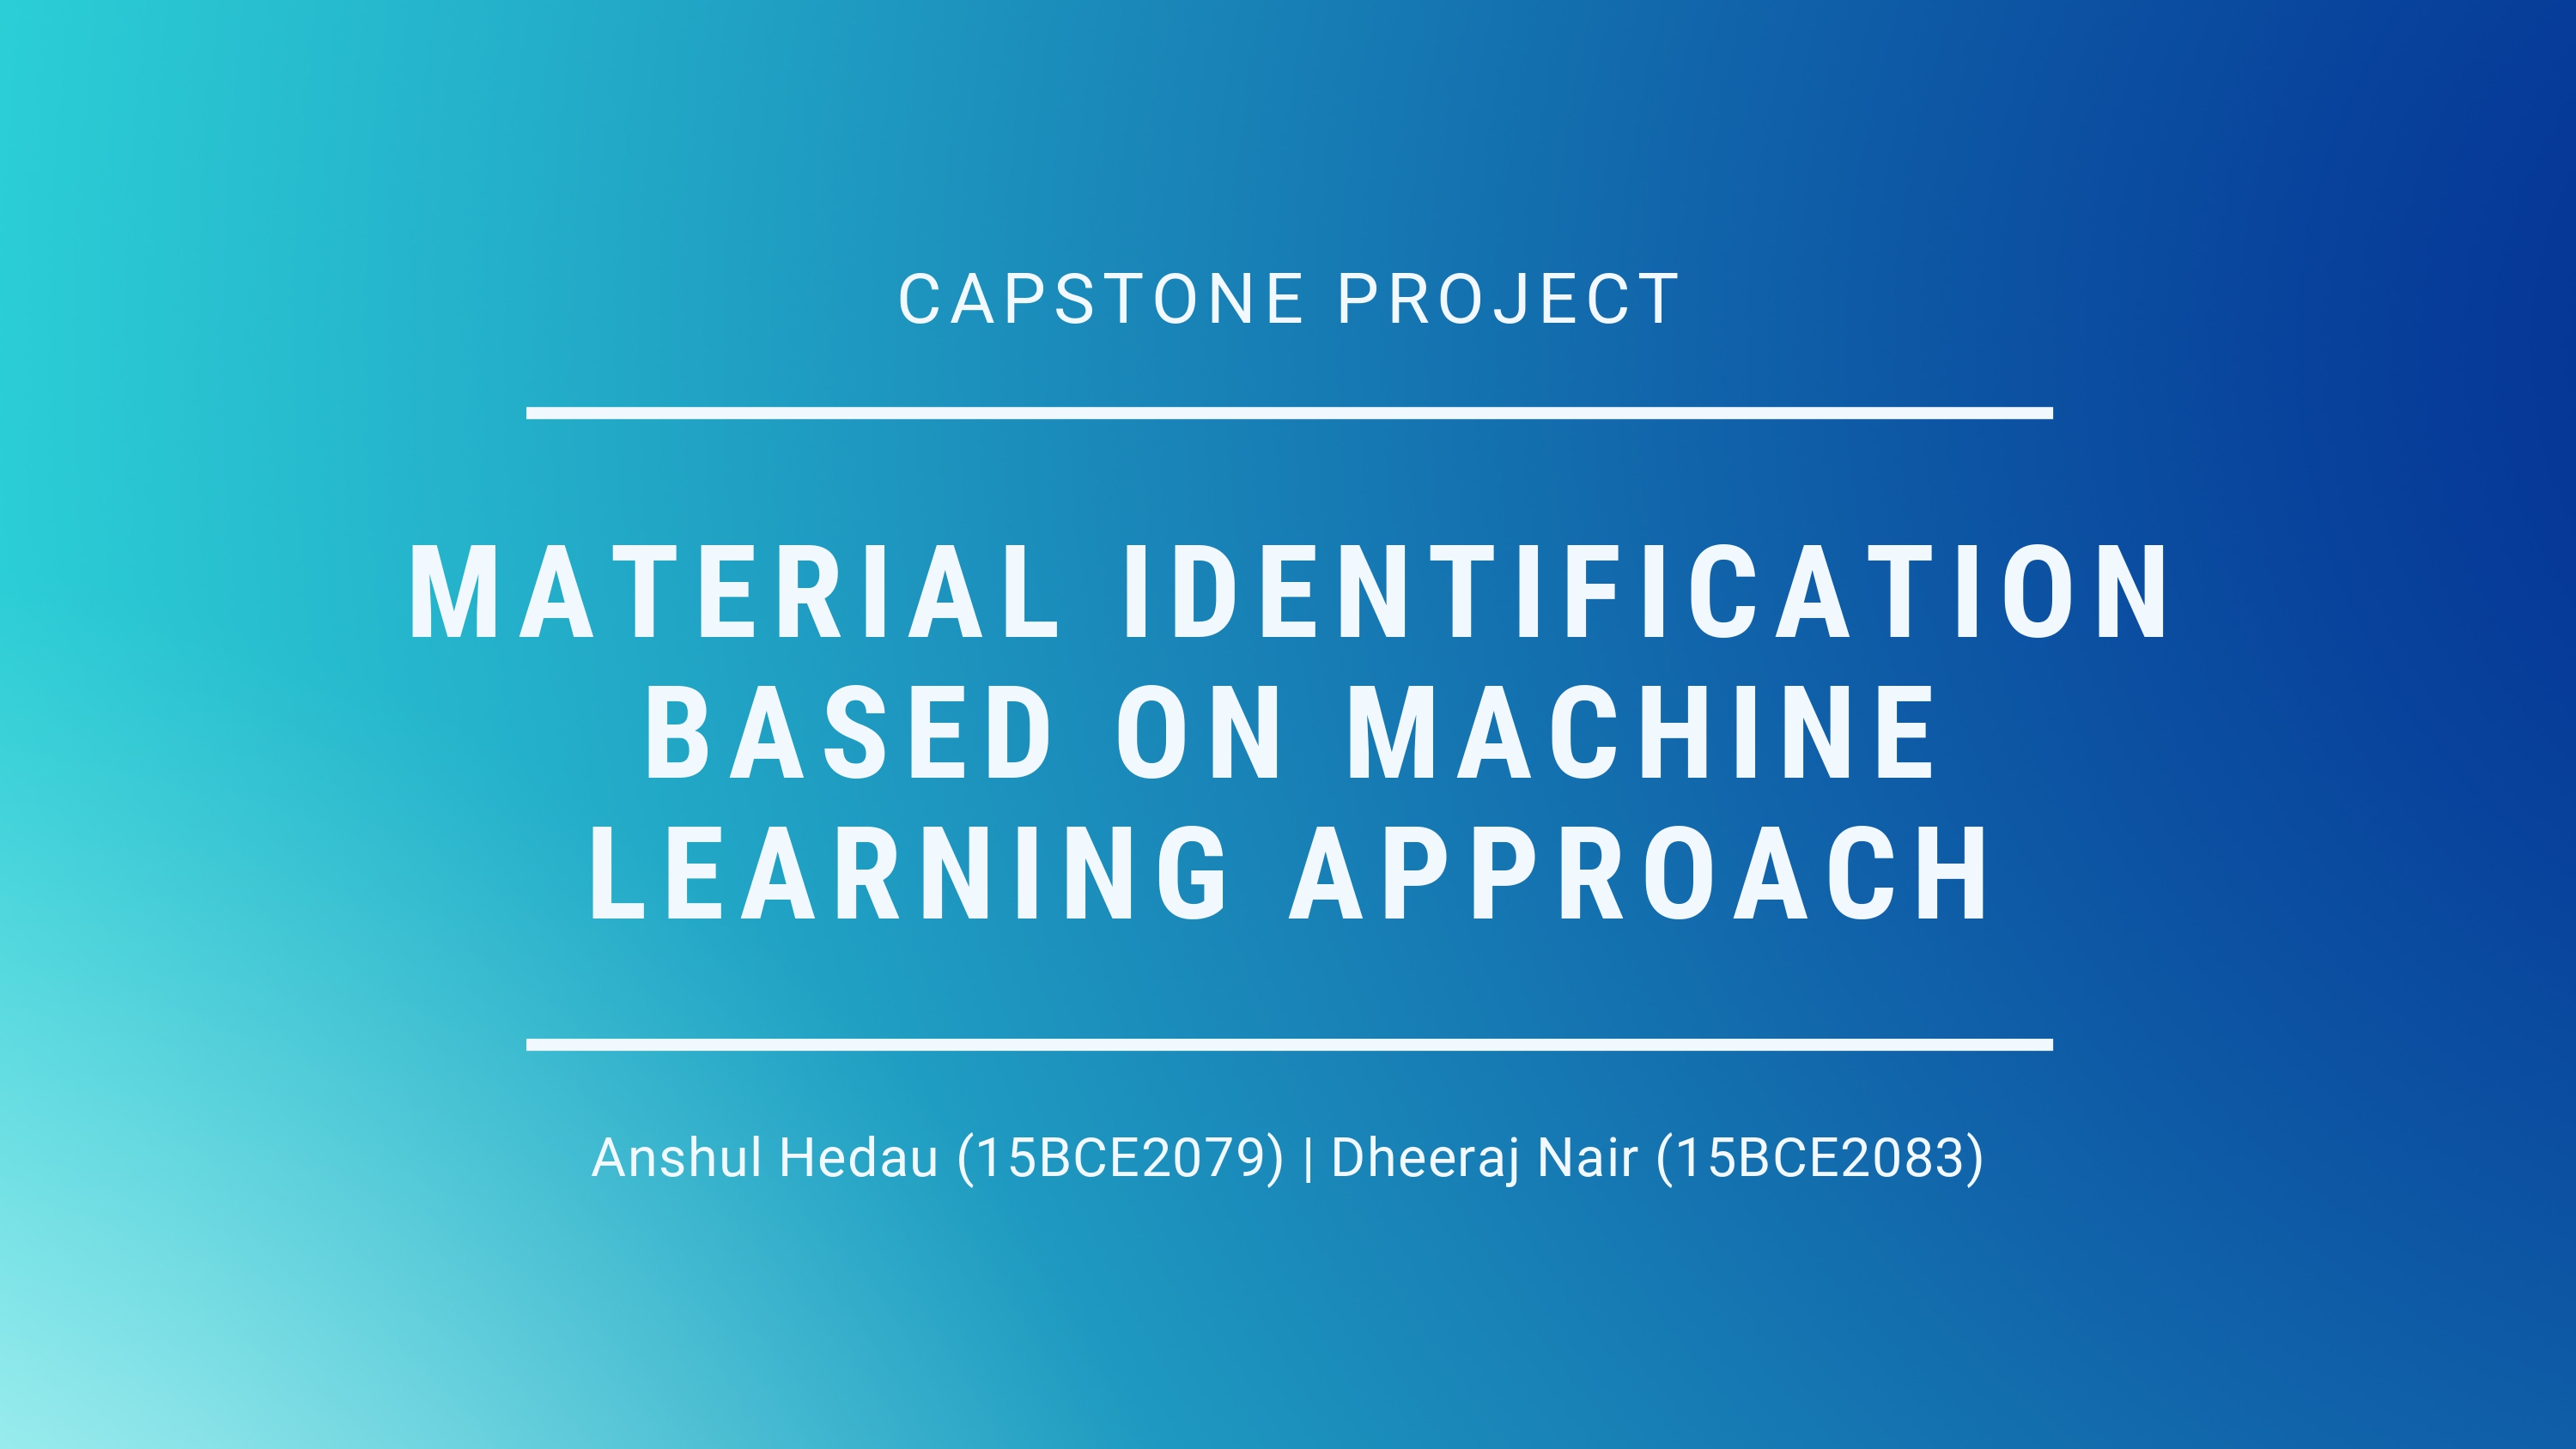 CAPSTONE PROJECT
MATERIAL IDENTIFICATION
BASED ON MACHINE
LEARNING APPROACH
Anshul Hedau (15BCE2079) | Dheeraj Nair (15BCE2083)